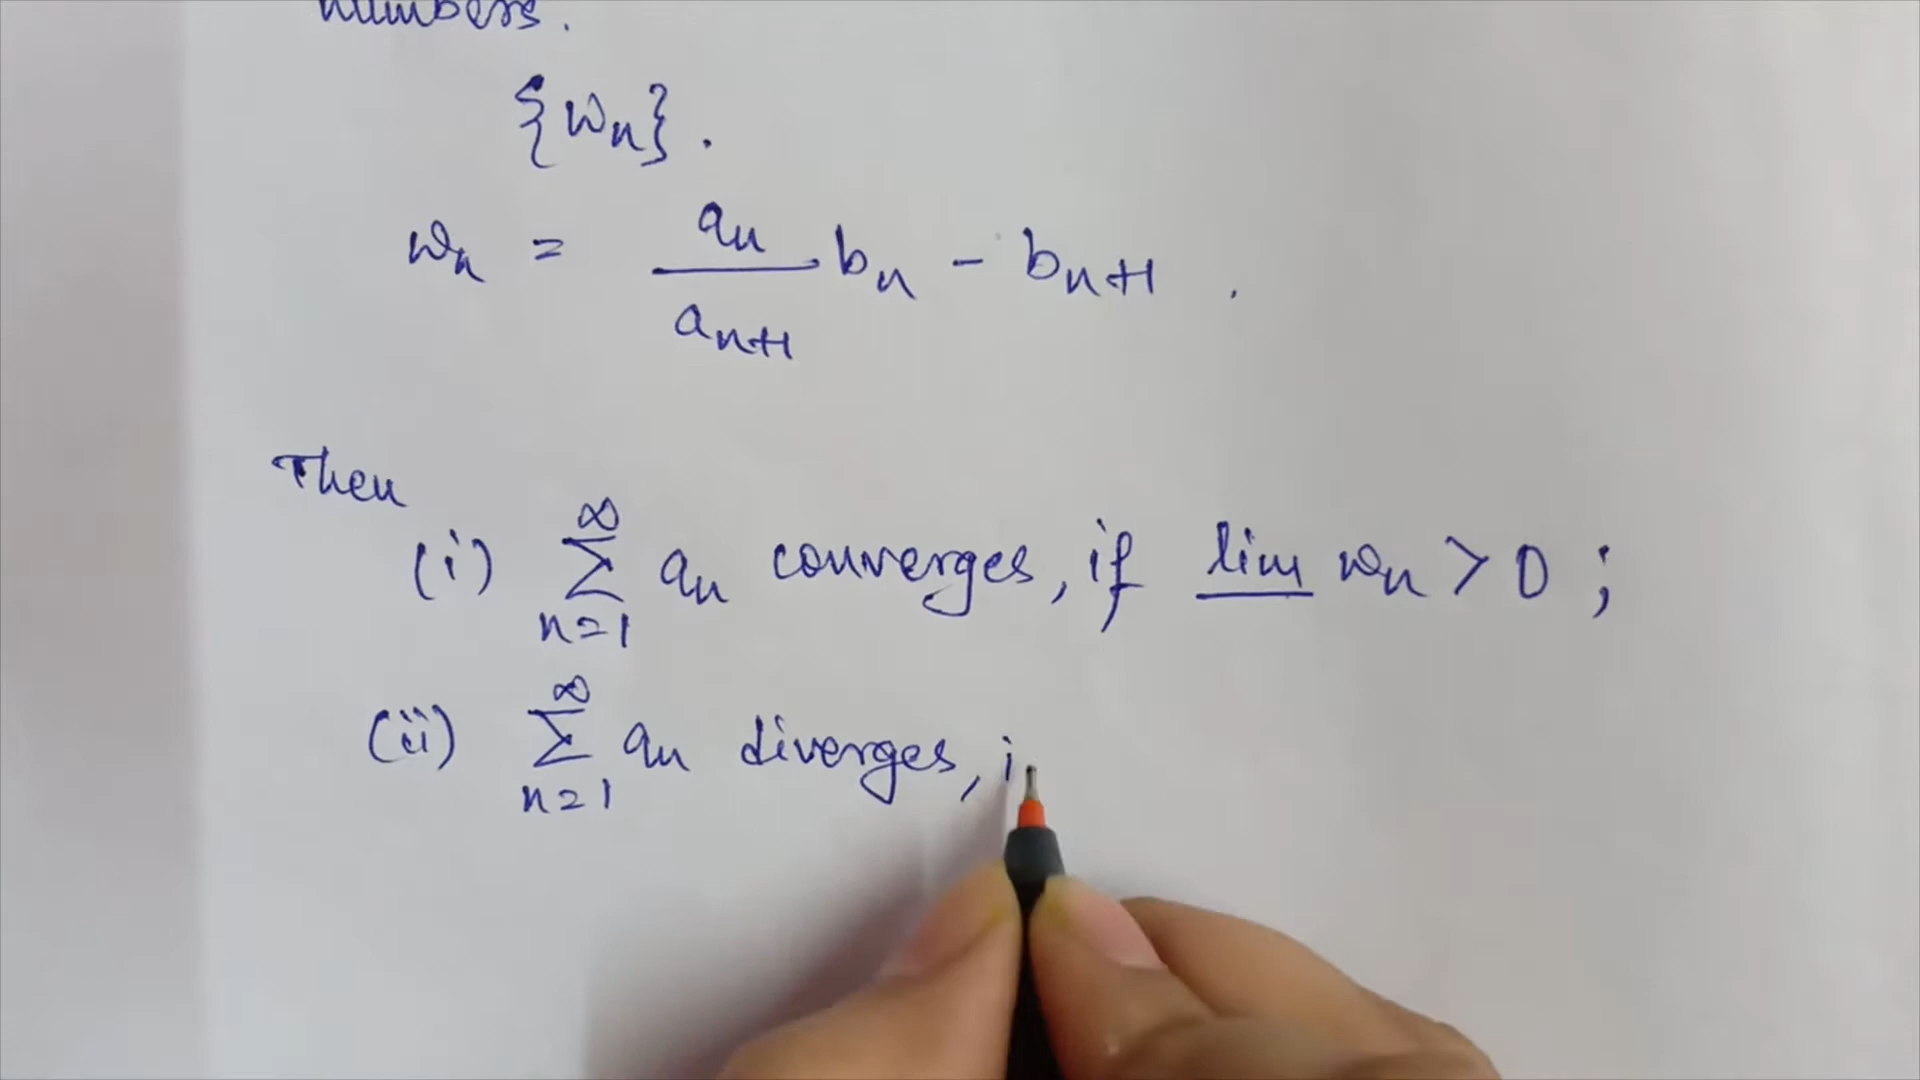 numbers.
{wn}.
wn = an/an+1 bn - bn+1 .
Then
(i) ∞∑n=1 an converges, if lim wn > 0 ;
(ii) ∞∑n=1 an diverges, i